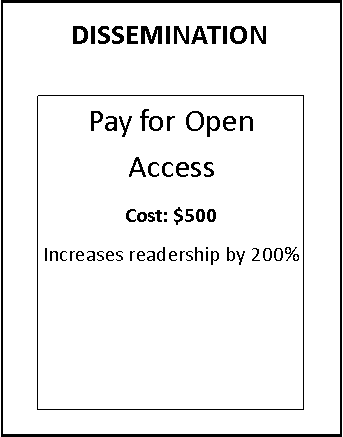 DISSEMINATION
Pay for Open
Access
Cost: $500
Increases readership by 200%